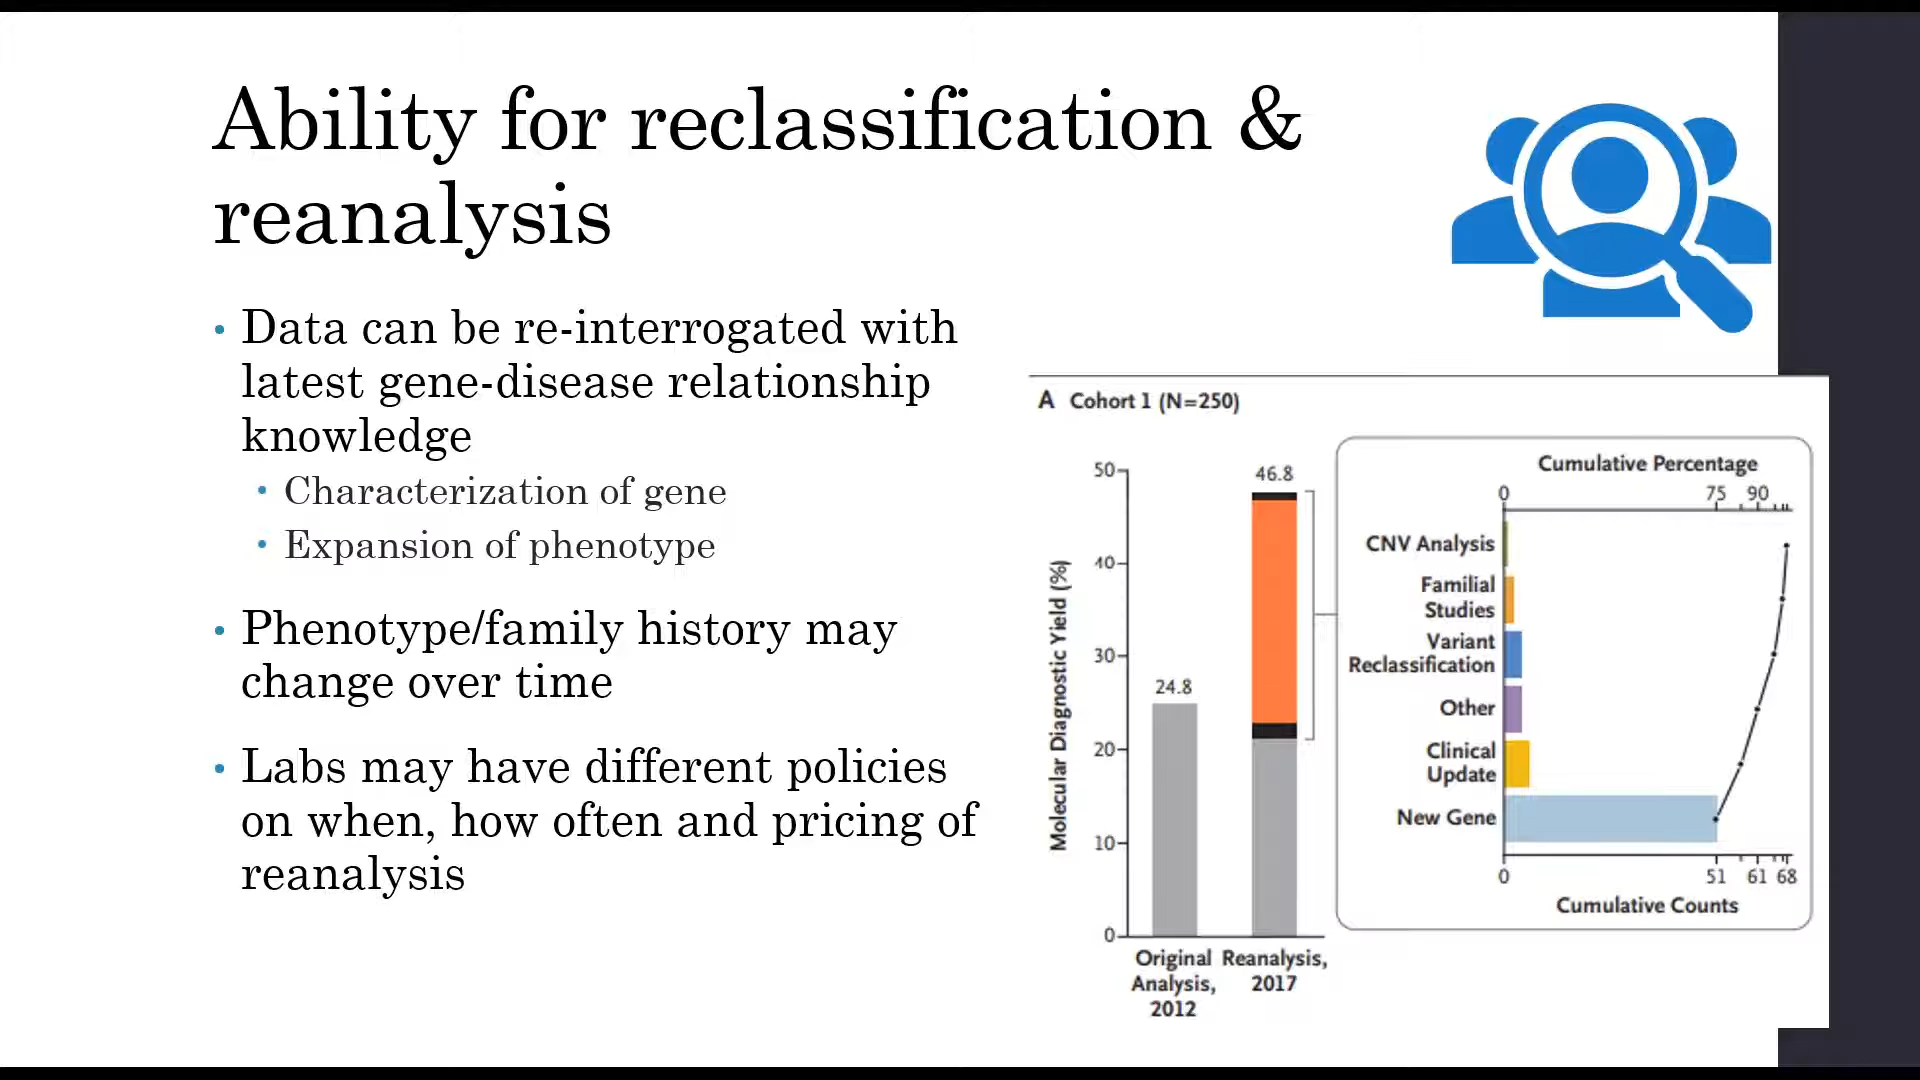 Ability for reclassification &
reanalysis
• Data can be re-interrogated with
latest gene-disease relationship
knowledge
• Characterization of gene
• Expansion of phenotype
• Phenotype/family history may
change over time
• Labs may have different policies
on when, how often and pricing of
reanalysis
A Cohort 1 (N=250)
Molecular Diagnostic Yield (%)
50
40
30
20
10
0
24.8
46.8
Original
Analysis,
2012
Reanalysis,
2017
Cumulative Percentage
0 75 90
CNV Analysis
Familial
Studies
Variant
Reclassification
Other
Clinical
Update
New Gene
0 51 61 68
Cumulative Counts